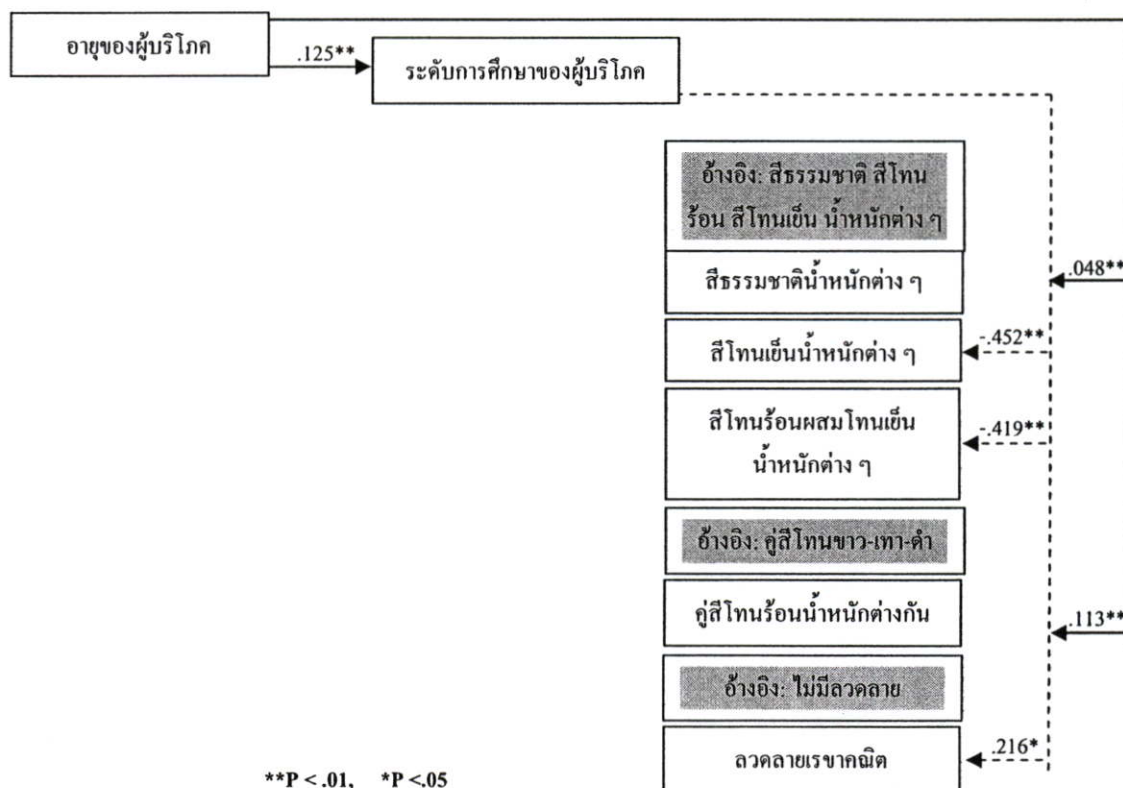 อายุของผู้บริโภค
.125**
ระดับการศึกษาของผู้บริโภค
อ้างอิง: สีธรรมชาติ สีโทน
ร้อน สีโทนเย็น น้ำหนักต่าง ๆ
สีธรรมชาติน้ำหนักต่าง ๆ
.048**
สีโทนเย็นน้ำหนักต่าง ๆ
-.452**
สีโทนร้อนผสมโทนเย็น
น้ำหนักต่าง ๆ
-.419**
อ้างอิง: คู่สีโทนขาว-เทา-ดำ
คู่สีโทนร้อนน้ำหนักต่างกัน
.113**
อ้างอิง: ไม่มีลวดลาย
ลวดลายเรขาคณิต
.216*
**P < .01, *P <.05